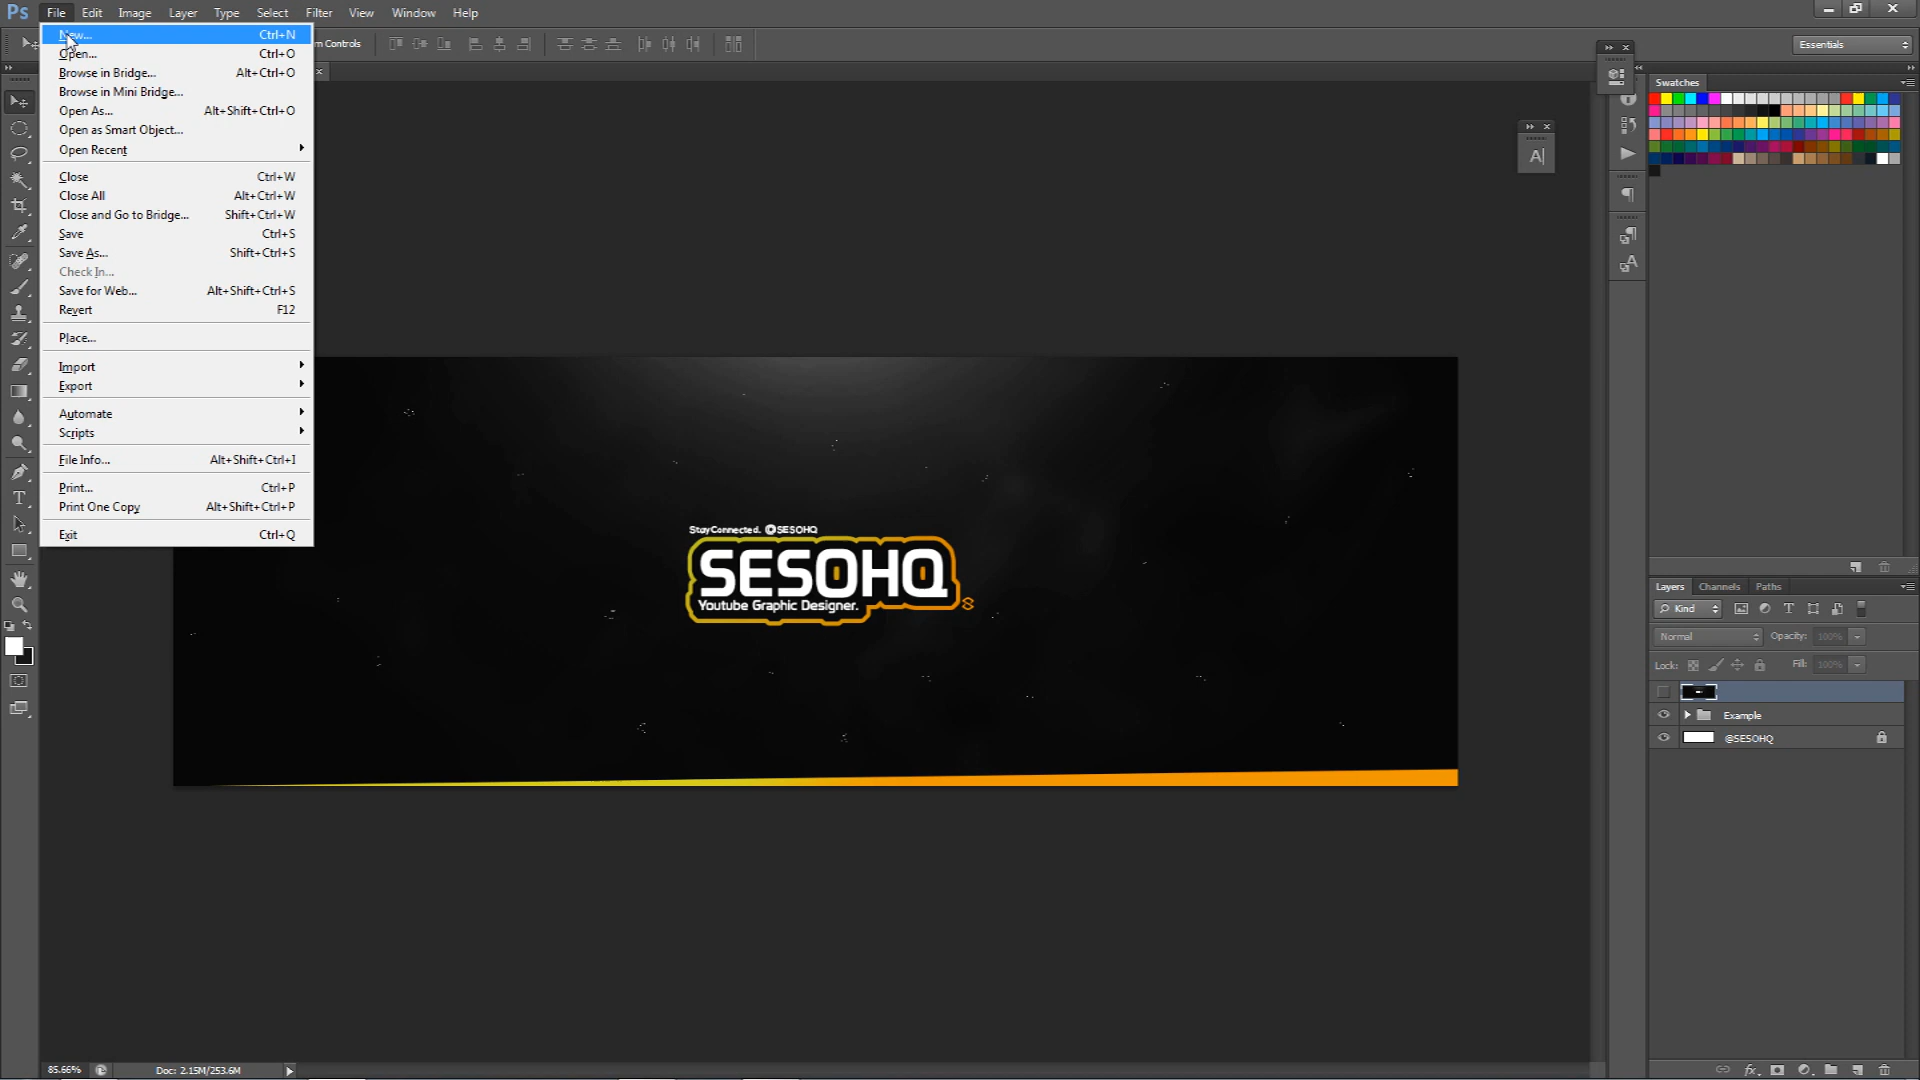 Ps File Edit Image Layer Type Select Filter View Window Help
New... Ctrl+N
Open... Ctrl+O
Browse in Bridge... Alt+Ctrl+O
Browse in Mini Bridge...
Open As... Alt+Shift+Ctrl+O
Open as Smart Object...
Open Recent
Close Ctrl+W
Close All Alt+Ctrl+W
Close and Go to Bridge... Shift+Ctrl+W
Save Ctrl+S
Save As... Shift+Ctrl+S
Check In...
Save for Web... Alt+Shift+Ctrl+S
Revert F12
Place...
Import
Export
Automate
Scripts
File Info... Alt+Shift+Ctrl+I
Print... Ctrl+P
Print One Copy Alt+Shift+Ctrl+P
Exit Ctrl+Q
m Controls
Essentials
Swatches
StayConnected. @SESOHQ
SESOHQ
Youtube Graphic Designer.
Layers Channels Paths
Kind
Normal Opacity: 100%
Lock: Fill: 100%
Example
@SESOHQ
85.66% Doc: 2.15M/253.6M